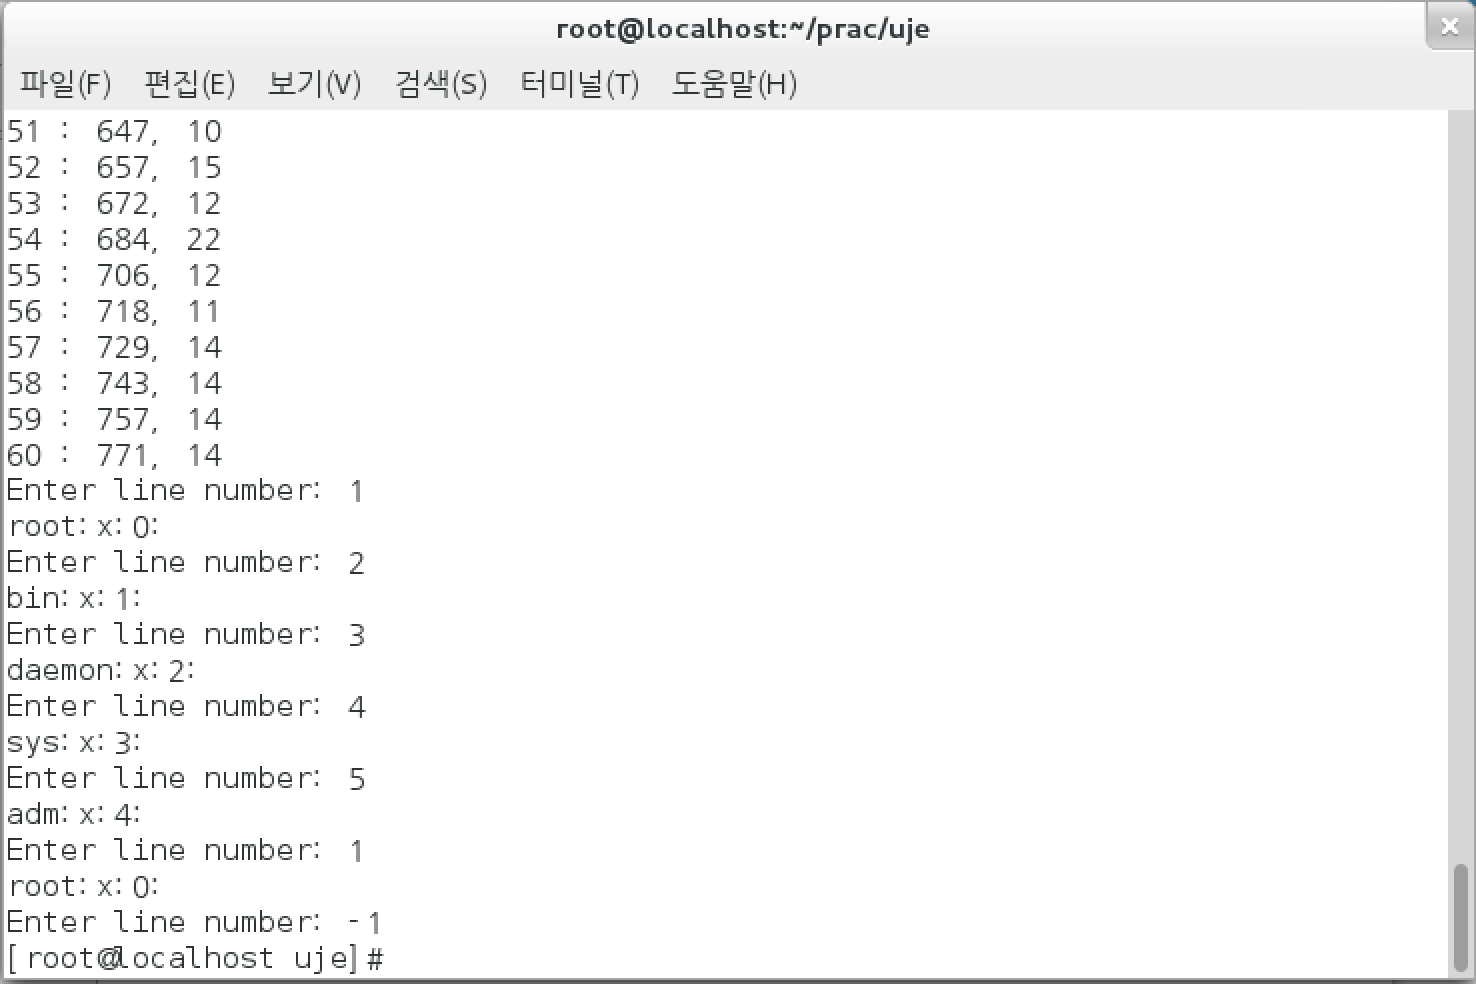 root@localhost:~/prac/uje
파일(F) 편집(E) 보기(V) 검색(S) 터미널(T) 도움말(H)
51 : 647, 10
52 : 657, 15
53 : 672, 12
54 : 684, 22
55 : 706, 12
56 : 718, 11
57 : 729, 14
58 : 743, 14
59 : 757, 14
60 : 771, 14
Enter line number: 1
root:x:0:
Enter line number: 2
bin:x:1:
Enter line number: 3
daemon:x:2:
Enter line number: 4
sys:x:3:
Enter line number: 5
adm:x:4:
Enter line number: 1
root:x:0:
Enter line number: -1
[root@localhost uje]#